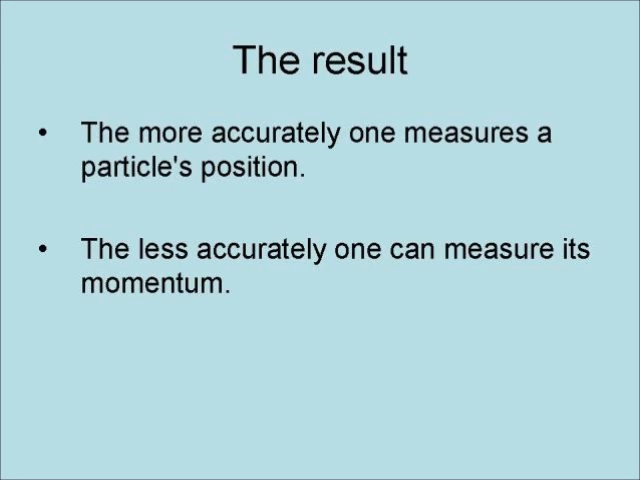 The result
• The more accurately one measures a
particle's position.
• The less accurately one can measure its
momentum.